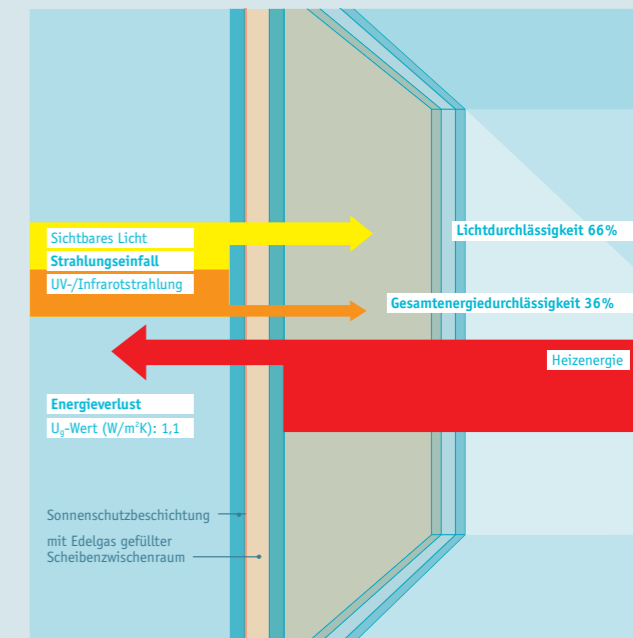 Sichtbares Licht
Strahlungseinfall
UV-/Infrarotstrahlung
Lichtdurchlässigkeit 66%
Gesamtenergiedurchlässigkeit 36%
Heizenergie
Energieverlust
Ug-Wert (W/m²K): 1,1
Sonnenschutzbeschichtung
mit Edelgas gefüllter
Scheibenzwischenraum